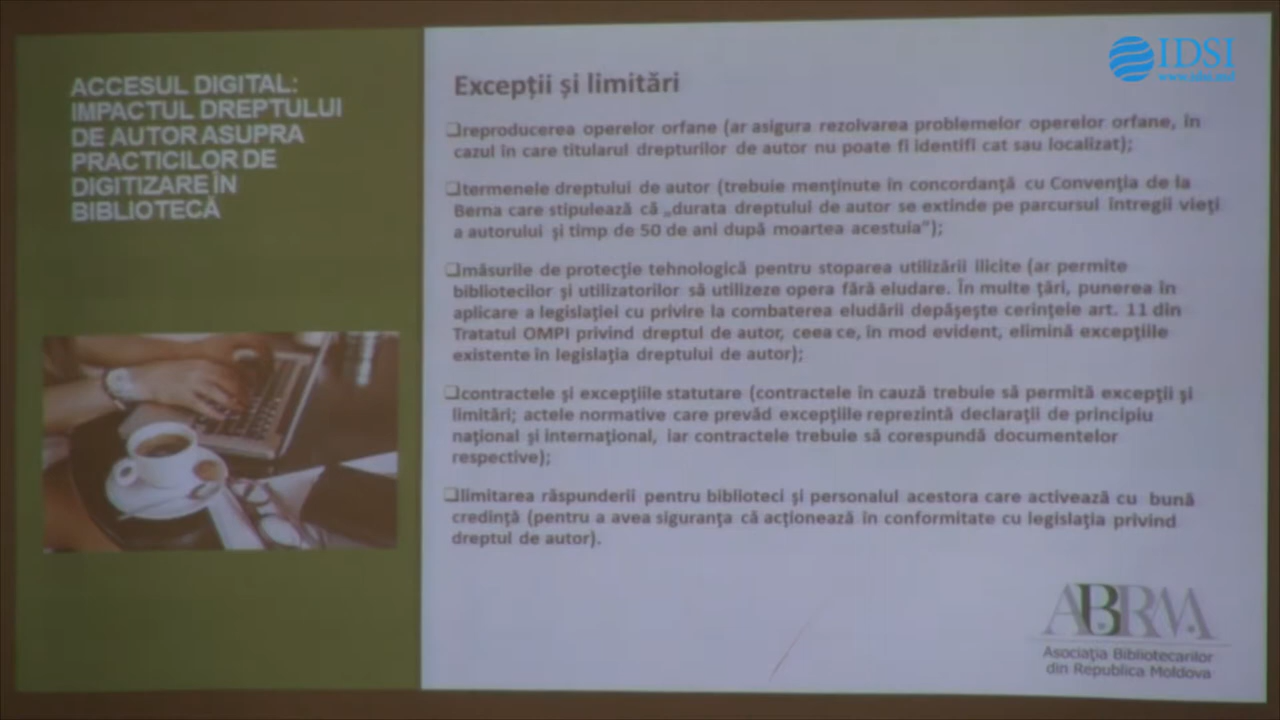 ACCESUL DIGITAL:
IMPACTUL DREPTULUI
DE AUTOR ASUPRA
PRACTICILOR DE
DIGITIZARE ÎN
BIBLIOTECĂ
IDSI
www.idsi.md
Excepții și limitări
❑reproducerea operelor orfane (ar asigura rezolvarea problemelor operelor orfane, în
cazul în care titularul drepturilor de autor nu poate fi identifi cat sau localizat);
❑termenele dreptului de autor (trebuie menţinute în concordanţă cu Convenţia de la
Berna care stipulează că „durata dreptului de autor se extinde pe parcursul întregii vieţi
a autorului şi timp de 50 de ani după moartea acestuia");
❑măsurile de protecţie tehnologică pentru stoparea utilizării ilicite (ar permite
bibliotecilor şi utilizatorilor să utilizeze opera fără eludare. În multe ţări, punerea în
aplicare a legislaţiei cu privire la combaterea eludării depăşeşte cerinţele art. 11 din
Tratatul OMPI privind dreptul de autor, ceea ce, în mod evident, elimină excepţiile
existente în legislaţia dreptului de autor);
❑contractele şi excepţiile statutare (contractele în cauză trebuie să permită excepţii şi
limitări; actele normative care prevăd excepţiile reprezintă declaraţii de principiu
naţional şi internaţional, iar contractele trebuie să corespundă documentelor
respective);
❑limitarea răspunderii pentru biblioteci şi personalul acestora care activează cu bună
credinţă (pentru a avea siguranţa că acţionează în conformitate cu legislaţia privind
dreptul de autor).
ABRM
Asociaţia Bibliotecarilor
din Republica Moldova